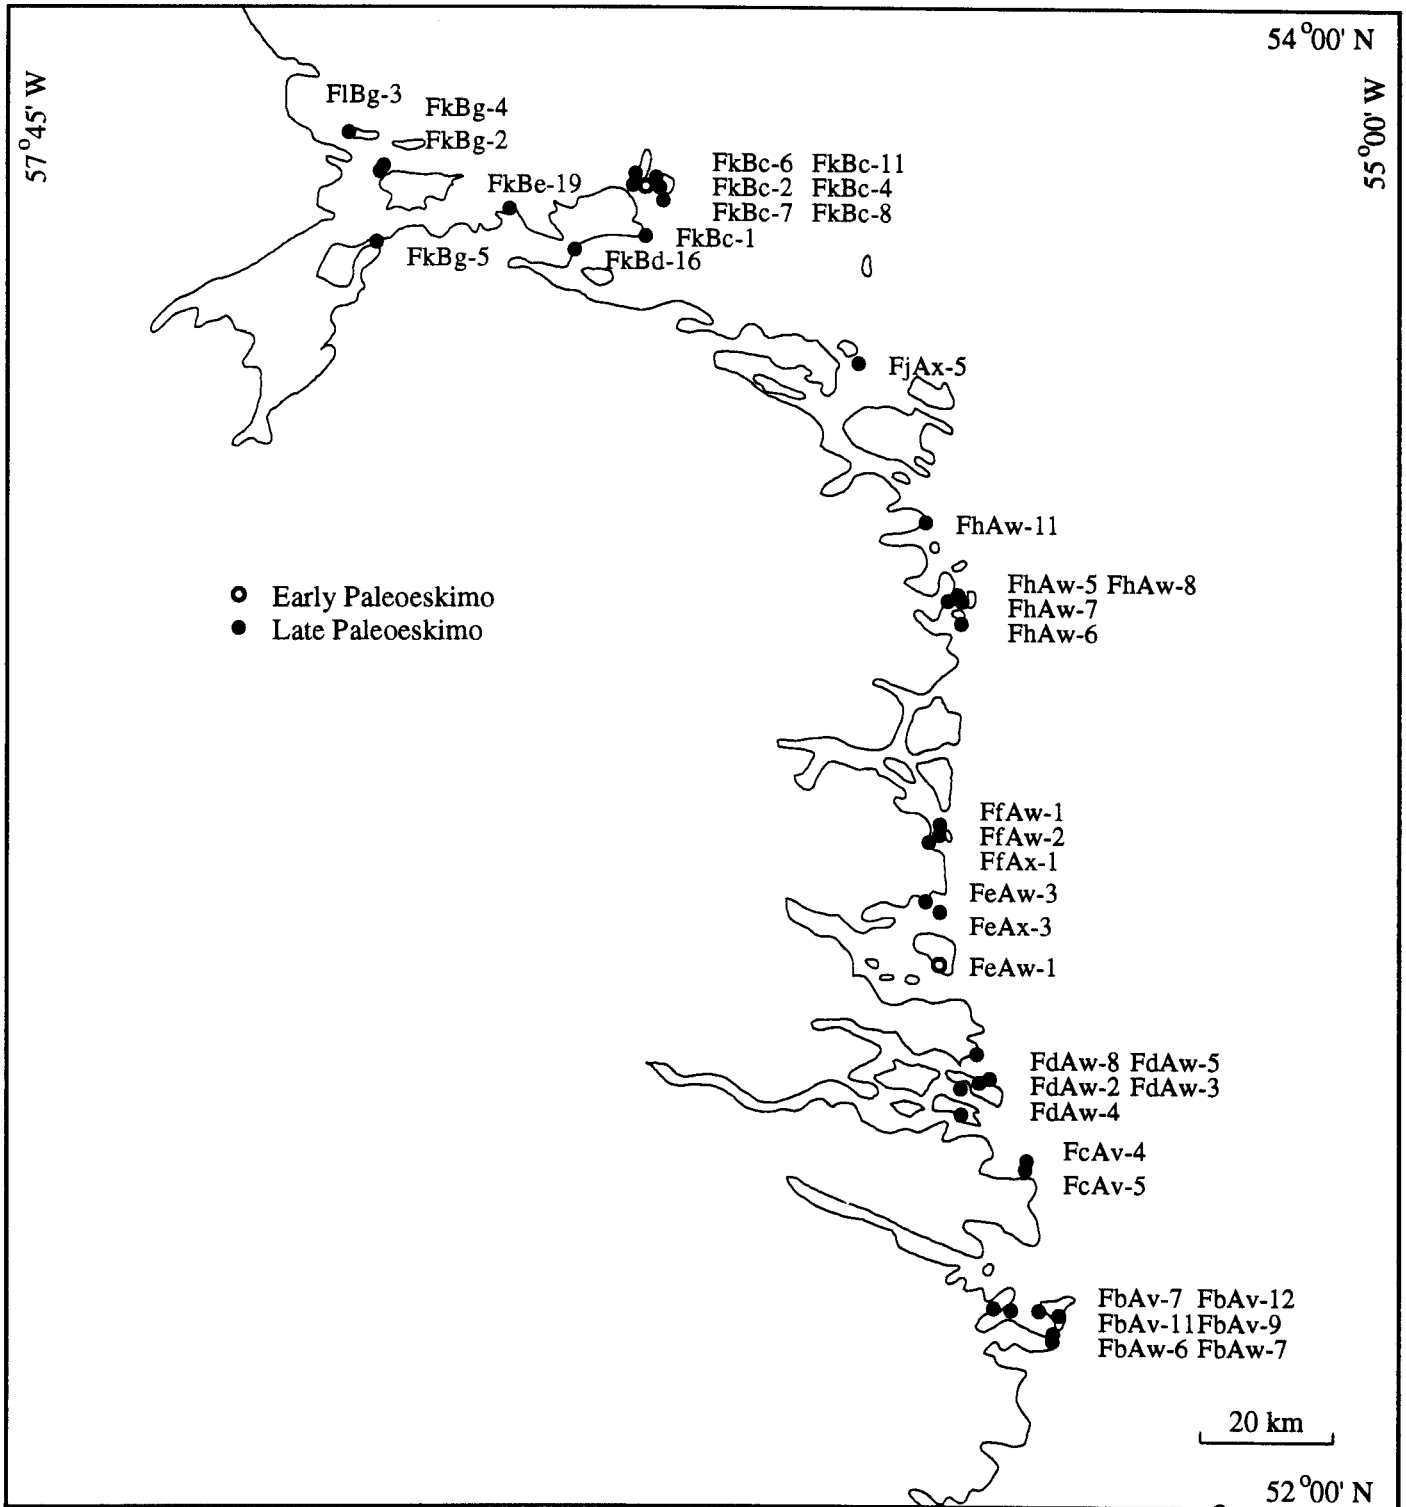 54°00' N
57°45' W
55°00' W
FlBg-3
FkBg-4
FkBg-2
FkBe-19
FkBc-6 FkBc-11
FkBc-2 FkBc-4
FkBc-7 FkBc-8
FkBc-1
FkBg-5
FkBd-16
FjAx-5
FhAw-11
FhAw-5 FhAw-8
FhAw-7
FhAw-6
Early Paleoeskimo
Late Paleoeskimo
FfAw-1
FfAw-2
FfAx-1
FeAw-3
FeAx-3
FeAw-1
FdAw-8 FdAw-5
FdAw-2 FdAw-3
FdAw-4
FcAv-4
FcAv-5
FbAv-7 FbAv-12
FbAv-11 FbAv-9
FbAw-6 FbAw-7
20 km
52°00' N